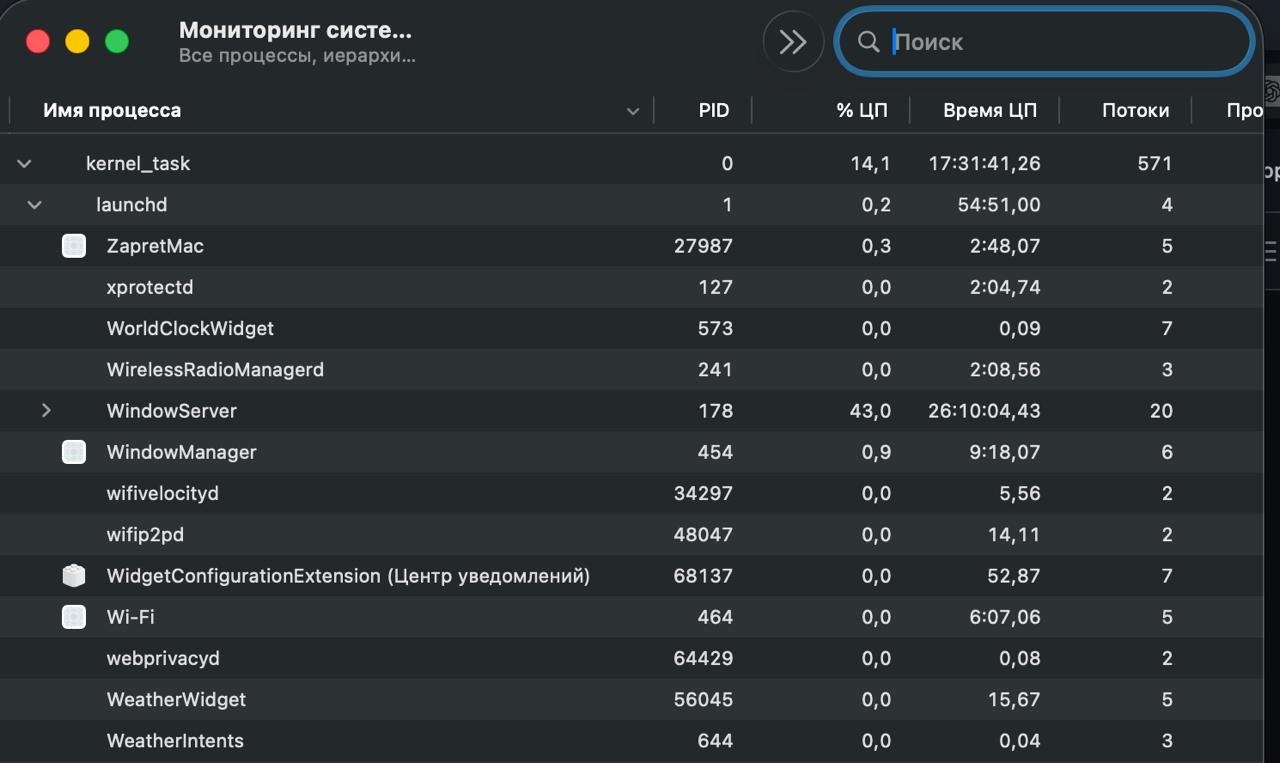 Мониторинг систе...
Все процессы, иерархи...
Поиск
Имя процесса PID % ЦП Время ЦП Потоки Про
kernel_task 0 14,1 17:31:41,26 571
launchd 1 0,2 54:51,00 4
ZapretMac 27987 0,3 2:48,07 5
xprotectd 127 0,0 2:04,74 2
WorldClockWidget 573 0,0 0,09 7
WirelessRadioManagerd 241 0,0 2:08,56 3
WindowServer 178 43,0 26:10:04,43 20
WindowManager 454 0,9 9:18,07 6
wifivelocityd 34297 0,0 5,56 2
wifip2pd 48047 0,0 14,11 2
WidgetConfigurationExtension (Центр уведомлений) 68137 0,0 52,87 7
Wi-Fi 464 0,0 6:07,06 5
webprivacyd 64429 0,0 0,08 2
WeatherWidget 56045 0,0 15,67 5
WeatherIntents 644 0,0 0,04 3